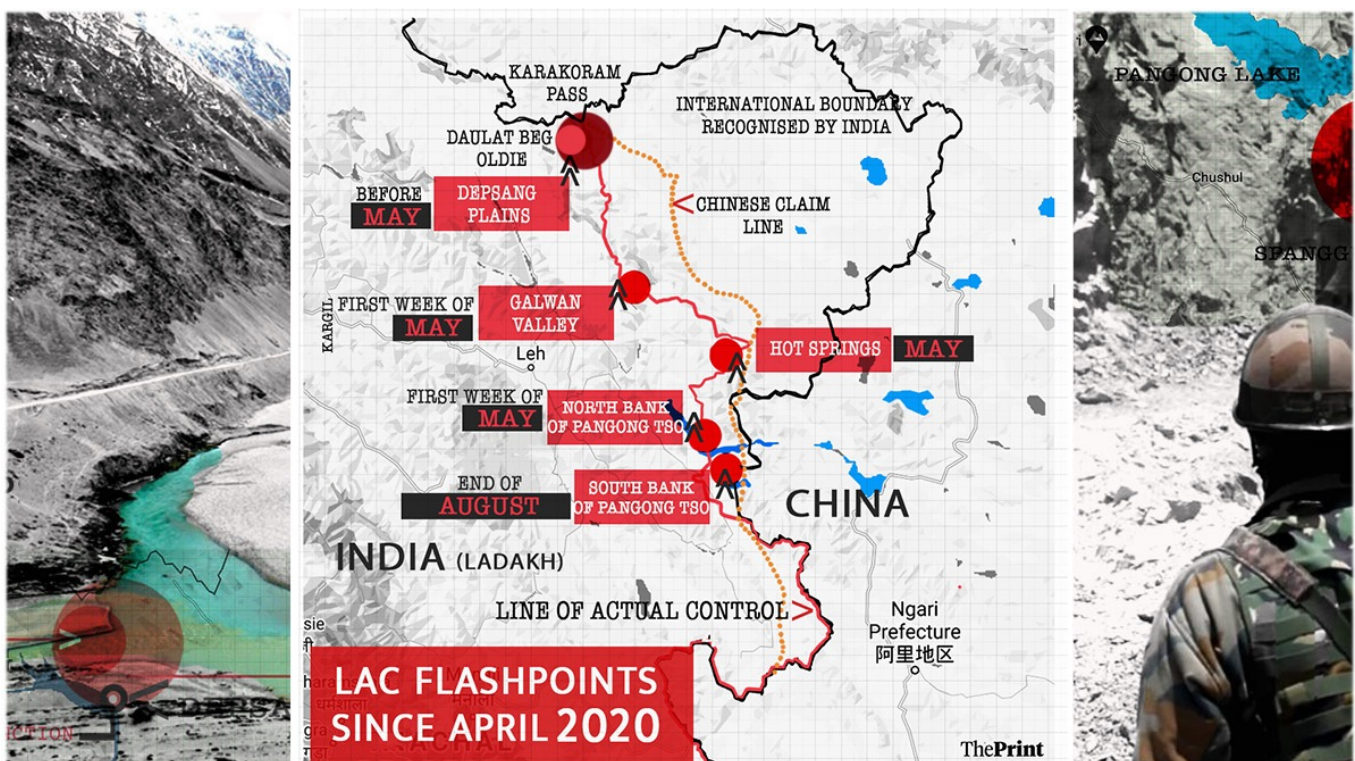 KARAKORAM
PASS
INTERNATIONAL BOUNDARY
RECOGNISED BY INDIA
DAULAT BEG
OLDIE
BEFORE
MAY
DEPSANG
PLAINS
CHINESE CLAIM
LINE
FIRST WEEK OF
MAY
GALWAN
VALLEY
KARGIL
Leh
HOT SPRINGS
MAY
FIRST WEEK OF
MAY
NORTH BANK
OF PANGONG TSO
END OF
AUGUST
SOUTH BANK
OF PANGONG TSO
CHINA
INDIA (LADAKH)
LINE OF ACTUAL CONTROL
Ngari
Prefecture
阿里地区
LAC FLASHPOINTS
SINCE APRIL 2020
ThePrint
PANGONG LAKE
Chushul
SPANGG